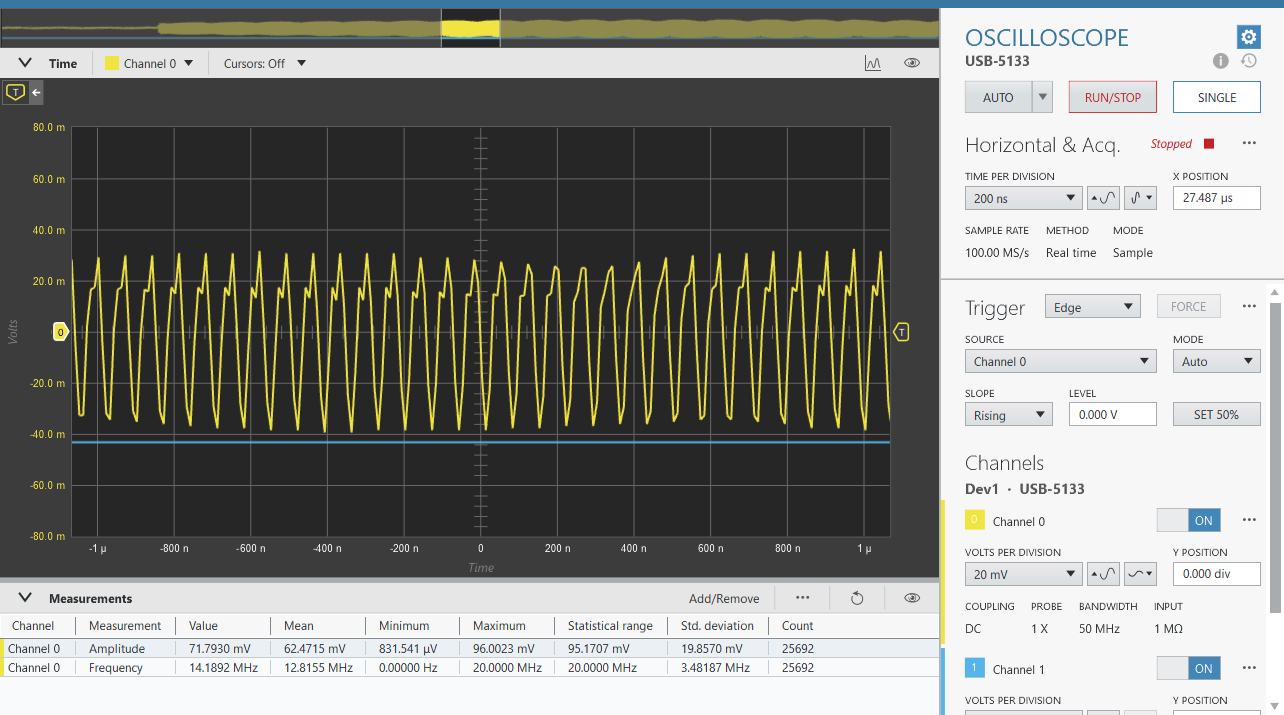 OSCILLOSCOPE
USB-5133
AUTO
RUN/STOP
SINGLE
Time
Channel 0
Cursors: Off
T
80.0 m
60.0 m
40.0 m
20.0 m
0
-20.0 m
-40.0 m
-60.0 m
-80.0 m
Volts
T
-1 µ
-800 n
-600 n
-400 n
-200 n
0
200 n
400 n
600 n
800 n
1 µ
Time
Measurements
Add/Remove
Channel Measurement Value Mean Minimum Maximum Statistical range Std. deviation Count
Channel 0 Amplitude 71.7930 mV 62.4715 mV 831.541 µV 96.0023 mV 95.1707 mV 19.8570 mV 25692
Channel 0 Frequency 14.1892 MHz 12.8155 MHz 0.00000 Hz 20.0000 MHz 20.0000 MHz 3.48187 MHz 25692
Horizontal & Acq.
Stopped
TIME PER DIVISION
X POSITION
200 ns
27.487 µs
SAMPLE RATE METHOD MODE
100.00 MS/s Real time Sample
Trigger
Edge
FORCE
SOURCE
MODE
Channel 0
Auto
SLOPE
LEVEL
Rising
0.000 V
SET 50%
Channels
Dev1 · USB-5133
0
Channel 0
ON
VOLTS PER DIVISION
Y POSITION
20 mV
0.000 div
COUPLING PROBE BANDWIDTH INPUT
DC 1 X 50 MHz 1 MΩ
1
Channel 1
ON
VOLTS PER DIVISION
Y POSITION